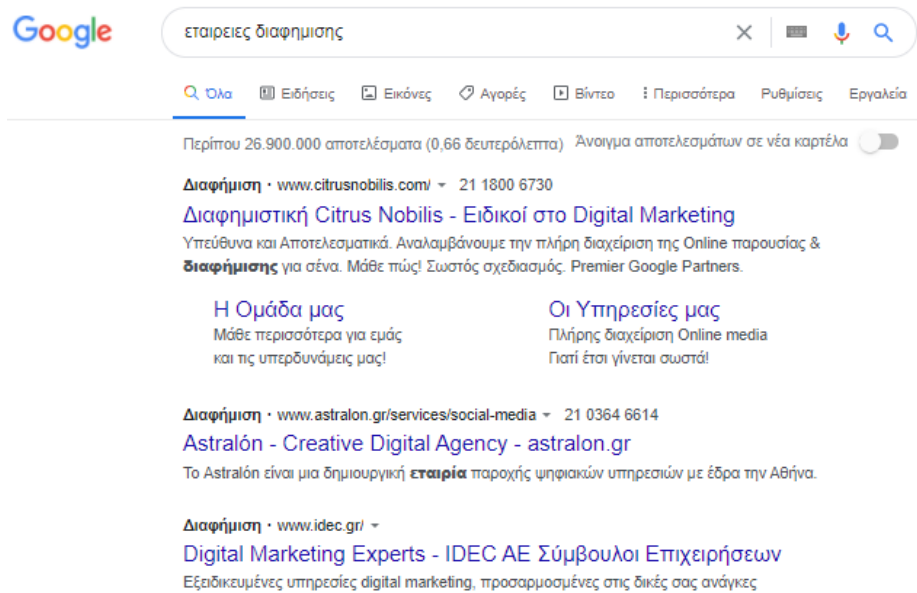 Google
εταιρειες διαφημισης
Όλα Ειδήσεις Εικόνες Αγορές Βίντεο Περισσότερα Ρυθμίσεις Εργαλεία
Περίπου 26.900.000 αποτελέσματα (0,66 δευτερόλεπτα) Άνοιγμα αποτελεσμάτων σε νέα καρτέλα
Διαφήμιση · www.citrusnobilis.com/ 21 1800 6730
Διαφημιστική Citrus Nobilis - Ειδικοί στο Digital Marketing
Υπεύθυνα και Αποτελεσματικά. Αναλαμβάνουμε την πλήρη διαχείριση της Online παρουσίας &
διαφήμισης για σένα. Μάθε πώς! Σωστός σχεδιασμός. Premier Google Partners.
Η Ομάδα μας Οι Υπηρεσίες μας
Μάθε περισσότερα για εμάς Πλήρης διαχείριση Online media
και τις υπερδυνάμεις μας! Γιατί έτσι γίνεται σωστά!
Διαφήμιση · www.astralon.gr/services/social-media 21 0364 6614
Astralón - Creative Digital Agency - astralon.gr
Το Astralón είναι μια δημιουργική εταιρία παροχής ψηφιακών υπηρεσιών με έδρα την Αθήνα.
Διαφήμιση · www.idec.gr/
Digital Marketing Experts - IDEC ΑΕ Σύμβουλοι Επιχειρήσεων
Εξειδικευμένες υπηρεσίες digital marketing, προσαρμοσμένες στις δικές σας ανάγκες